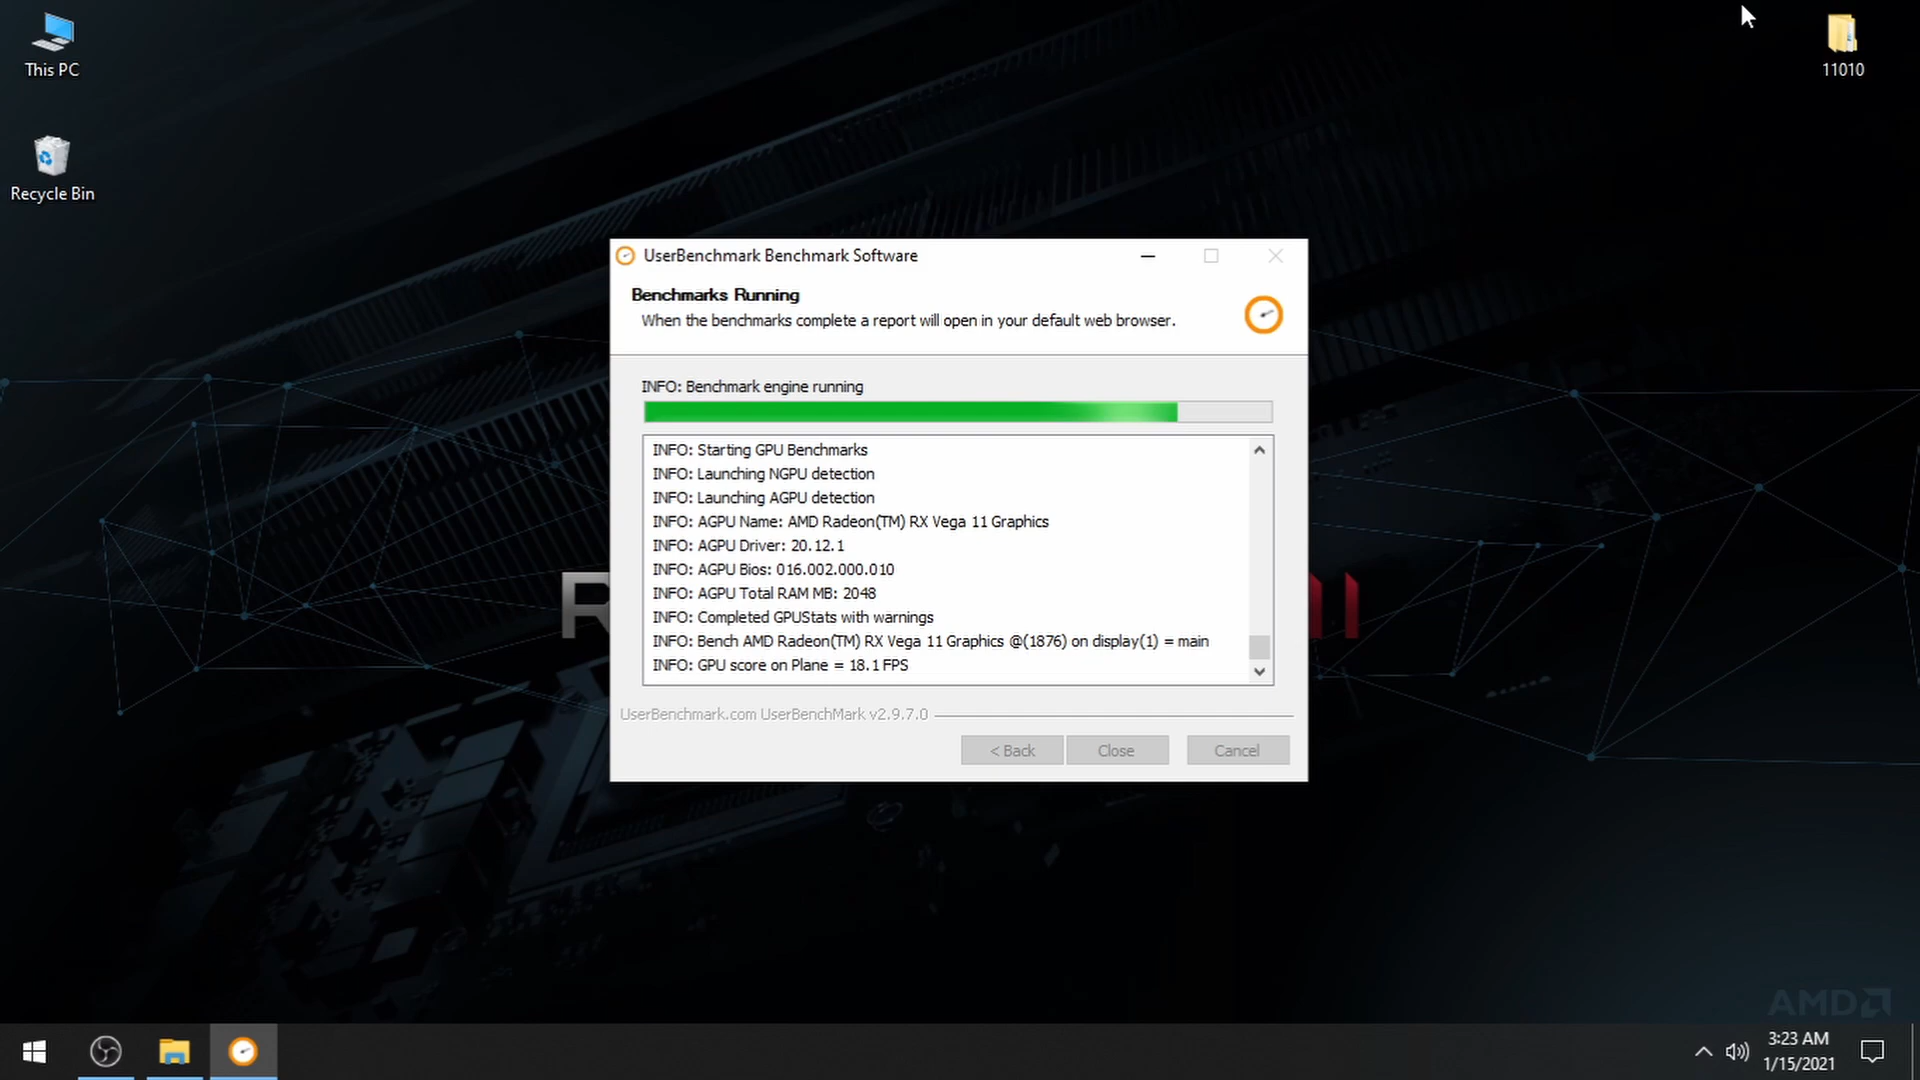 This PC
11010
Recycle Bin
UserBenchmark Benchmark Software
Benchmarks Running
When the benchmarks complete a report will open in your default web browser.
INFO: Benchmark engine running
INFO: Starting GPU Benchmarks
INFO: Launching NGPU detection
INFO: Launching AGPU detection
INFO: AGPU Name: AMD Radeon(TM) RX Vega 11 Graphics
INFO: AGPU Driver: 20.12.1
INFO: AGPU Bios: 016.002.000.010
INFO: AGPU Total RAM MB: 2048
INFO: Completed GPUStats with warnings
INFO: Bench AMD Radeon(TM) RX Vega 11 Graphics @(1876) on display(1) = main
INFO: GPU score on Plane = 18.1 FPS
UserBenchmark.com UserBenchMark v2.9.7.0
< Back
Close
Cancel
AMD
3:23 AM
1/15/2021